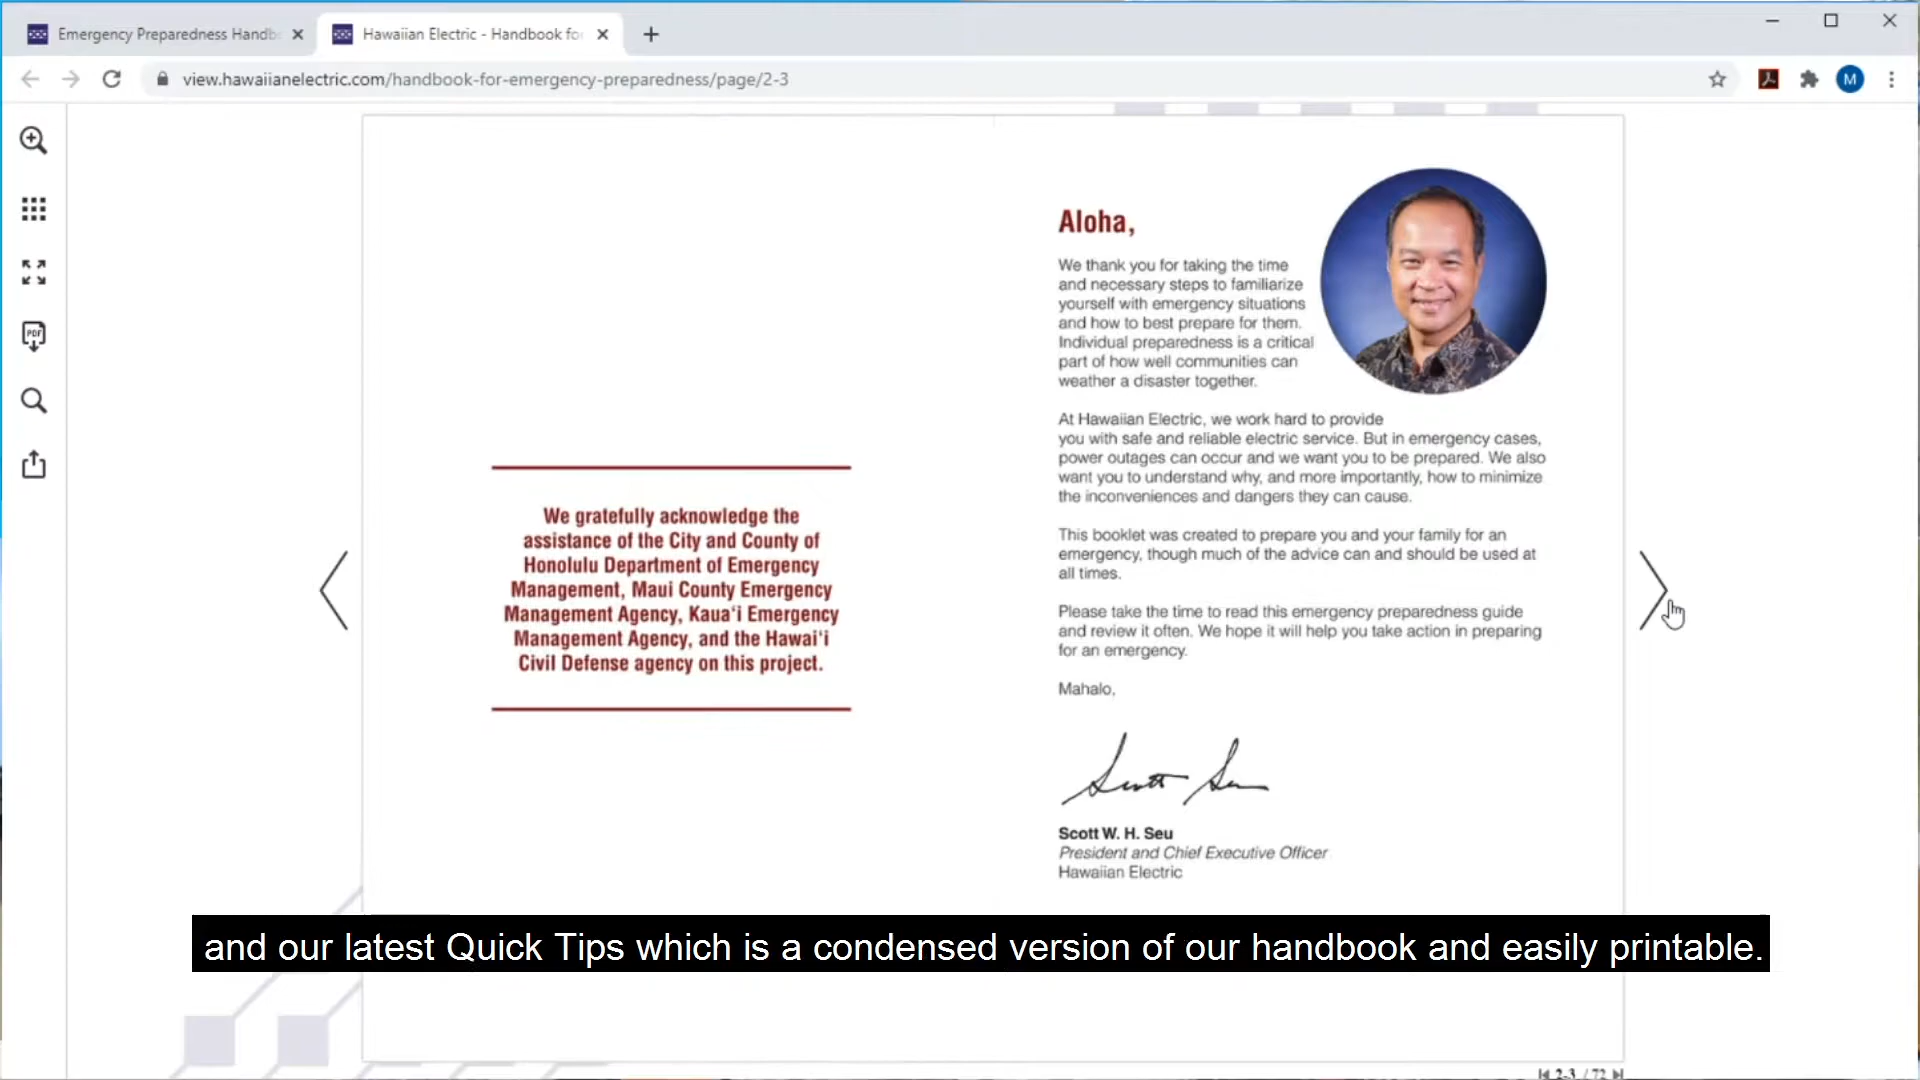 Emergency Preparedness Handb
Hawaiian Electric - Handbook for
view.hawaiianelectric.com/handbook-for-emergency-preparedness/page/2-3
M
PDF
We gratefully acknowledge the
assistance of the City and County of
Honolulu Department of Emergency
Management, Maui County Emergency
Management Agency, Kauaʻi Emergency
Management Agency, and the Hawaiʻi
Civil Defense agency on this project.
Aloha,
We thank you for taking the time
and necessary steps to familiarize
yourself with emergency situations
and how to best prepare for them.
Individual preparedness is a critical
part of how well communities can
weather a disaster together.
At Hawaiian Electric, we work hard to provide
you with safe and reliable electric service. But in emergency cases,
power outages can occur and we want you to be prepared. We also
want you to understand why, and more importantly, how to minimize
the inconveniences and dangers they can cause.
This booklet was created to prepare you and your family for an
emergency, though much of the advice can and should be used at
all times.
Please take the time to read this emergency preparedness guide
and review it often. We hope it will help you take action in preparing
for an emergency.
Mahalo,
Scott Seu
Scott W. H. Seu
President and Chief Executive Officer
Hawaiian Electric
and our latest Quick Tips which is a condensed version of our handbook and easily printable.
2-3 / 72